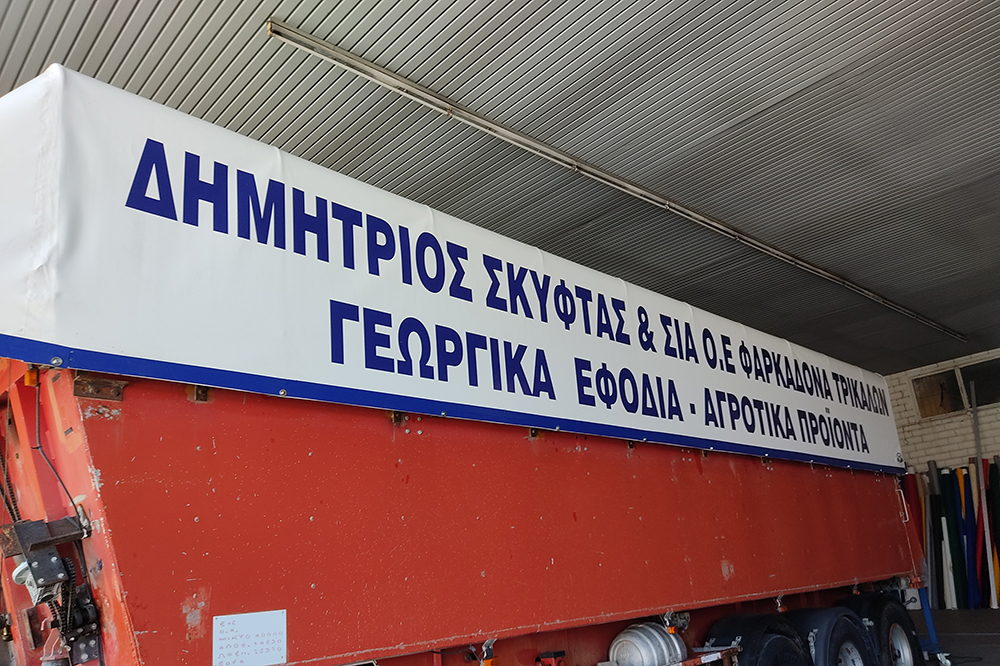 ΔΗΜΗΤΡΙΟΣ ΣΚΥΦΤΑΣ & ΣΙΑ Ο.Ε ΦΑΡΚΑΔΟΝΑ ΤΡΙΚΑΛΩΝ
ΓΕΩΡΓΙΚΑ ΕΦΟΔΙΑ - ΑΓΡΟΤΙΚΑ ΠΡΟΪΟΝΤΑ